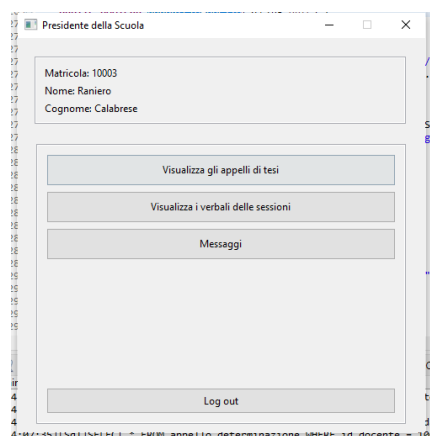 Presidente della Scuola
Matricola: 10003
Nome: Raniero
Cognome: Calabrese
Visualizza gli appelli di tesi
Visualizza i verbali delle sessioni
Messaggi
Log out